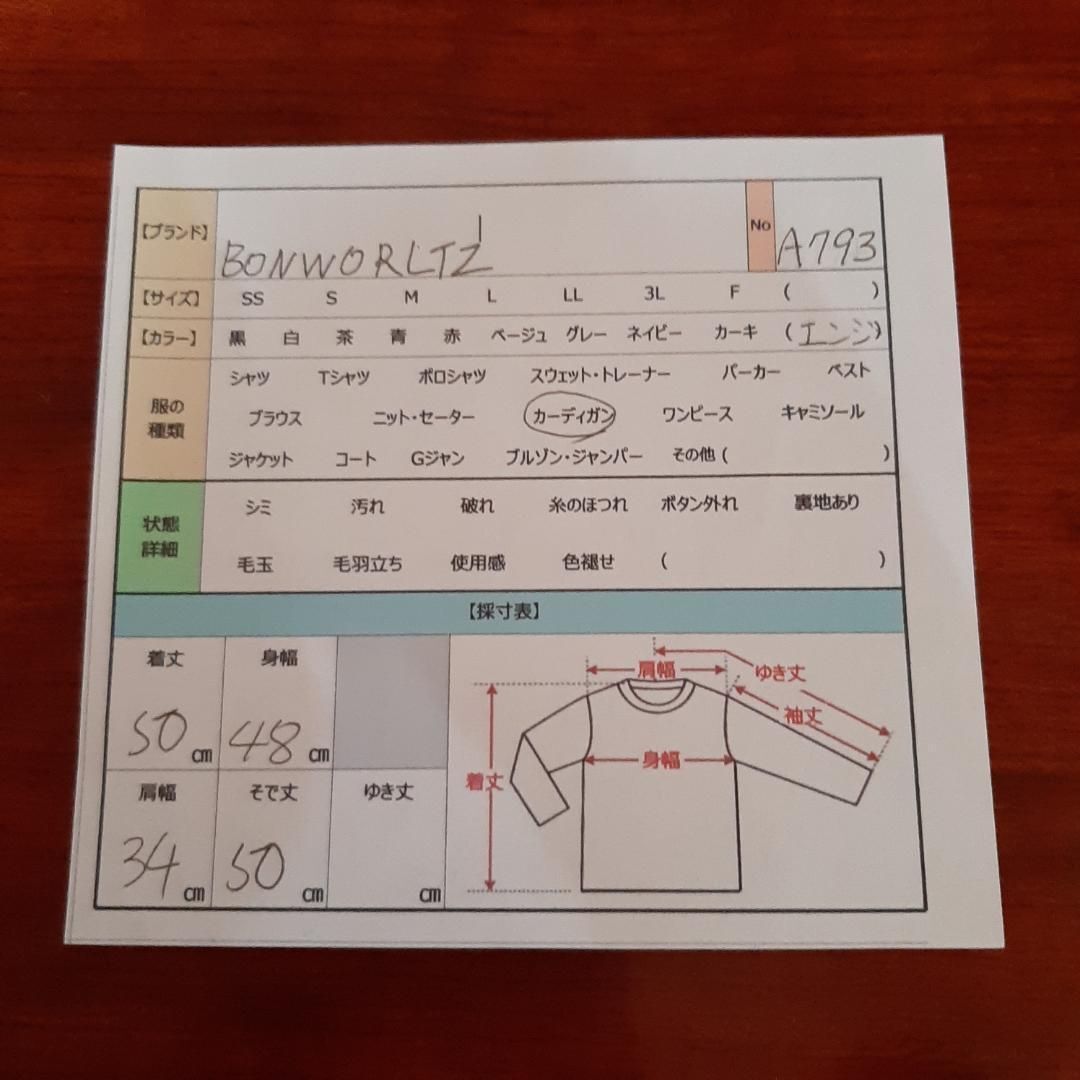 【ブランド】 BONWORLTZ No A793
【サイズ】 SS S M L LL 3L F ( )
【カラー】 黒 白 茶 青 赤 ベージュ グレー ネイビー カーキ (エンジ)
服の種類
シャツ Tシャツ ポロシャツ スウェット・トレーナー パーカー ベスト
ブラウス ニット・セーター カーディガン ワンピース キャミソール
ジャケット コート Gジャン ブルゾン・ジャンパー その他 ( )
状態詳細
シミ 汚れ 破れ 糸のほつれ ボタン外れ 裏地あり
毛玉 毛羽立ち 使用感 色褪せ ( )
【採寸表】
着丈 身幅
50 cm 48 cm
肩幅 そで丈 ゆき丈
34 cm 50 cm cm
肩幅
ゆき丈
袖丈
身幅
着丈